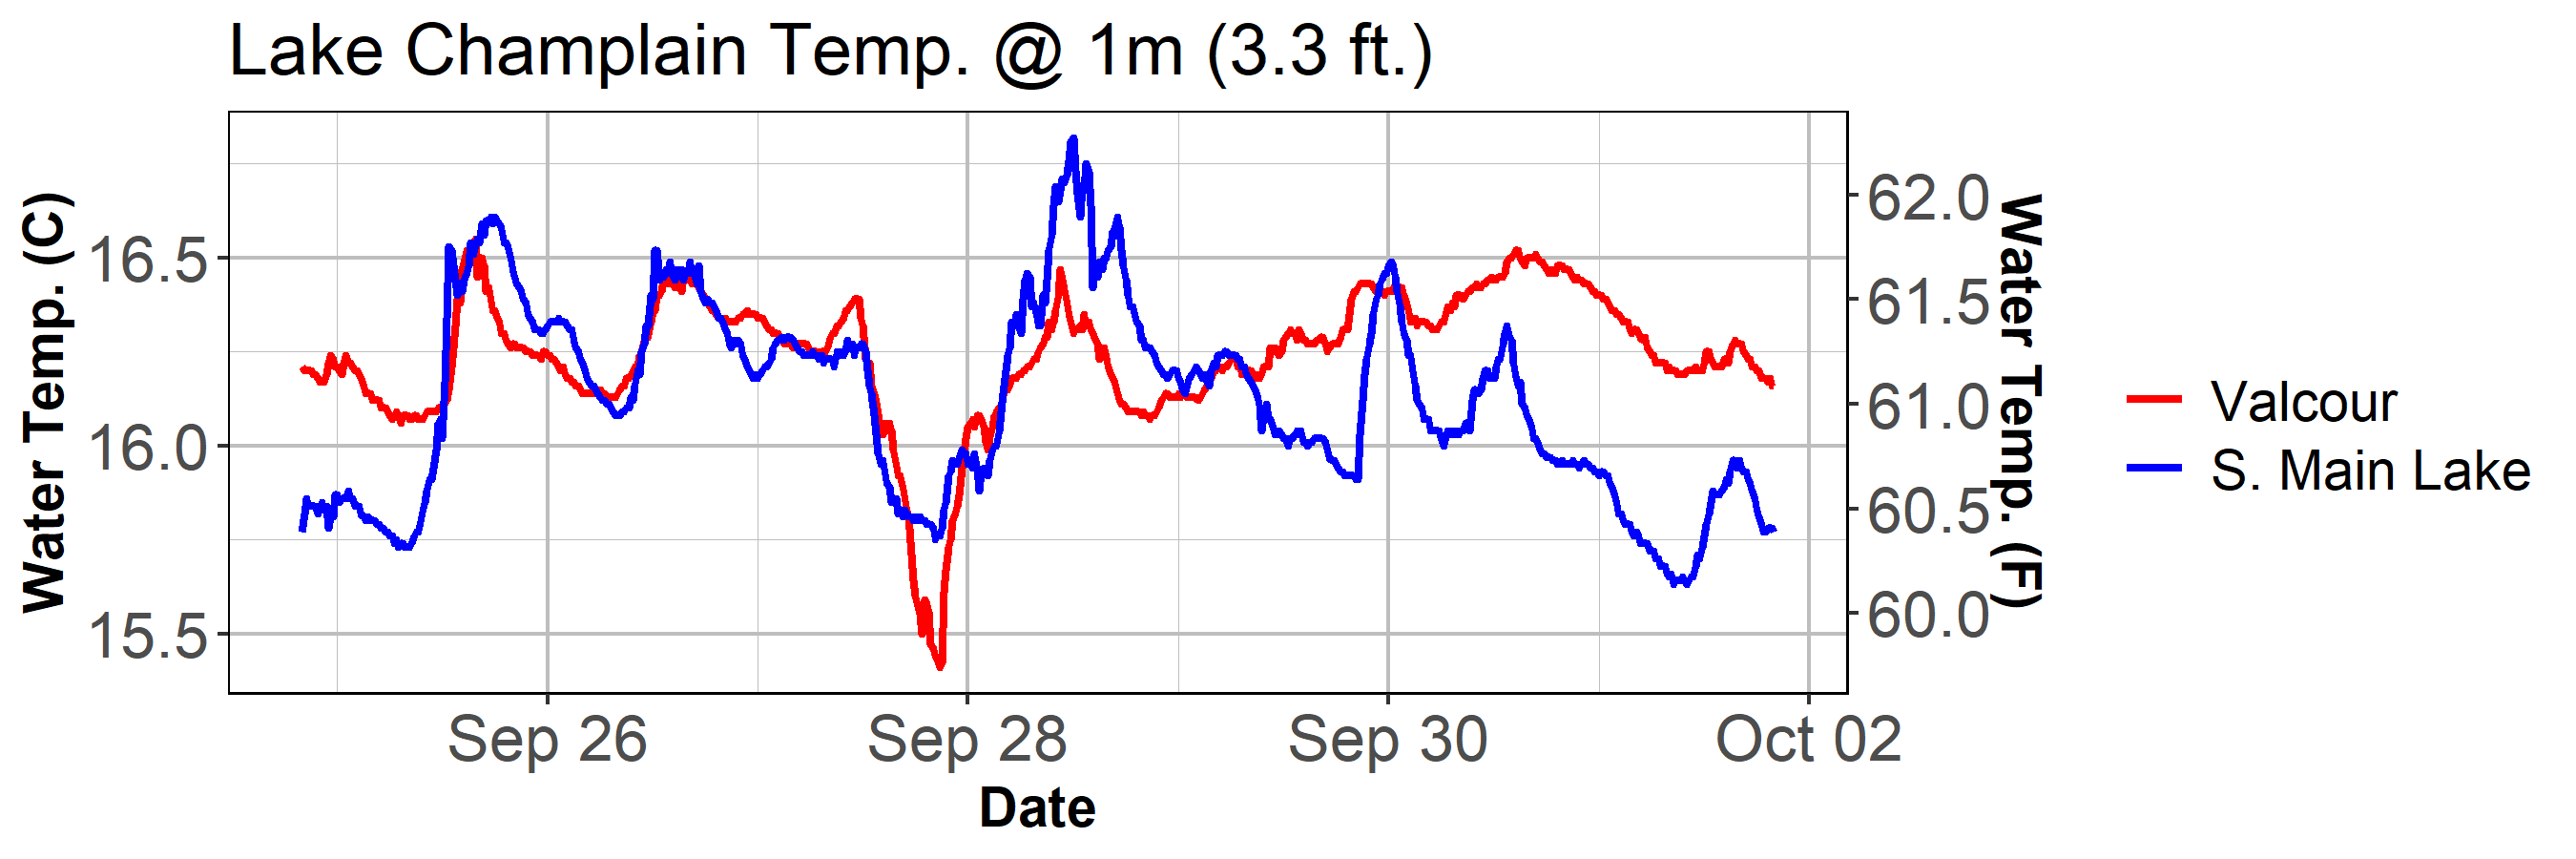 Lake Champlain Temp. @ 1m (3.3 ft.)
Water Temp. (C)
16.5
16.0
15.5
62.0
61.5
61.0
60.5
60.0
Water Temp. (F)
Sep 26
Sep 28
Sep 30
Oct 02
Date
Valcour
S. Main Lake